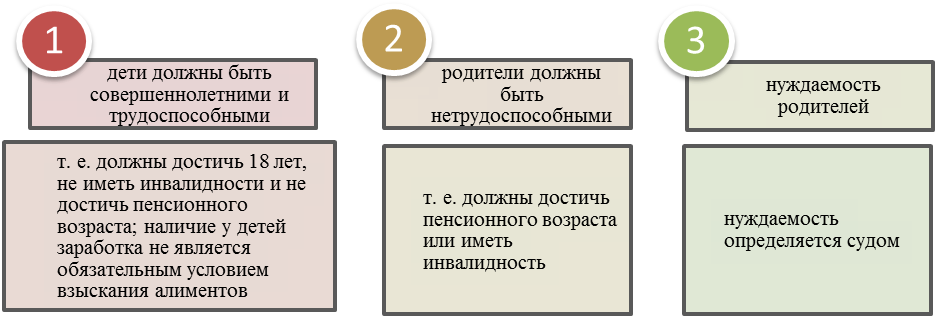 1
дети должны быть
совершеннолетними и
трудоспособными
т. е. должны достичь 18 лет,
не иметь инвалидности и не
достичь пенсионного
возраста; наличие у детей
заработка не является
обязательным условием
взыскания алиментов
2
родители должны
быть
нетрудоспособными
т. е. должны достичь
пенсионного возраста
или иметь
инвалидность
3
нуждаемость
родителей
нуждаемость
определяется судом